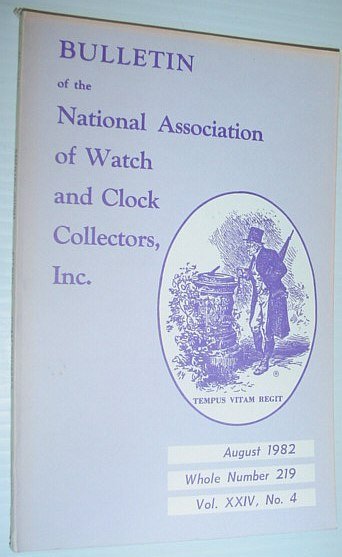 BULLETIN
of the
National Association
of Watch
and Clock
Collectors,
Inc.
TEMPUS VITAM REGIT
®
August 1982
Whole Number 219
Vol. XXIV, No. 4